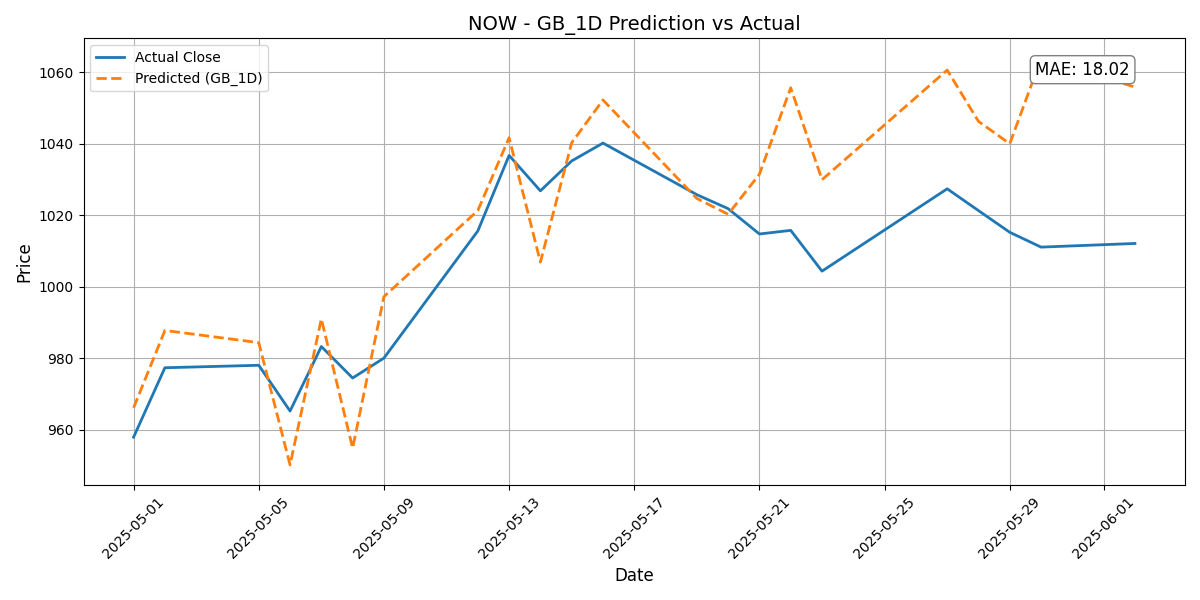 NOW - GB_1D Prediction vs Actual
Actual Close
Predicted (GB_1D)
MAE: 18.02
Price
1060
1040
1020
1000
980
960
2025-05-01
2025-05-05
2025-05-09
2025-05-13
2025-05-17
2025-05-21
2025-05-25
2025-05-29
2025-06-01
Date